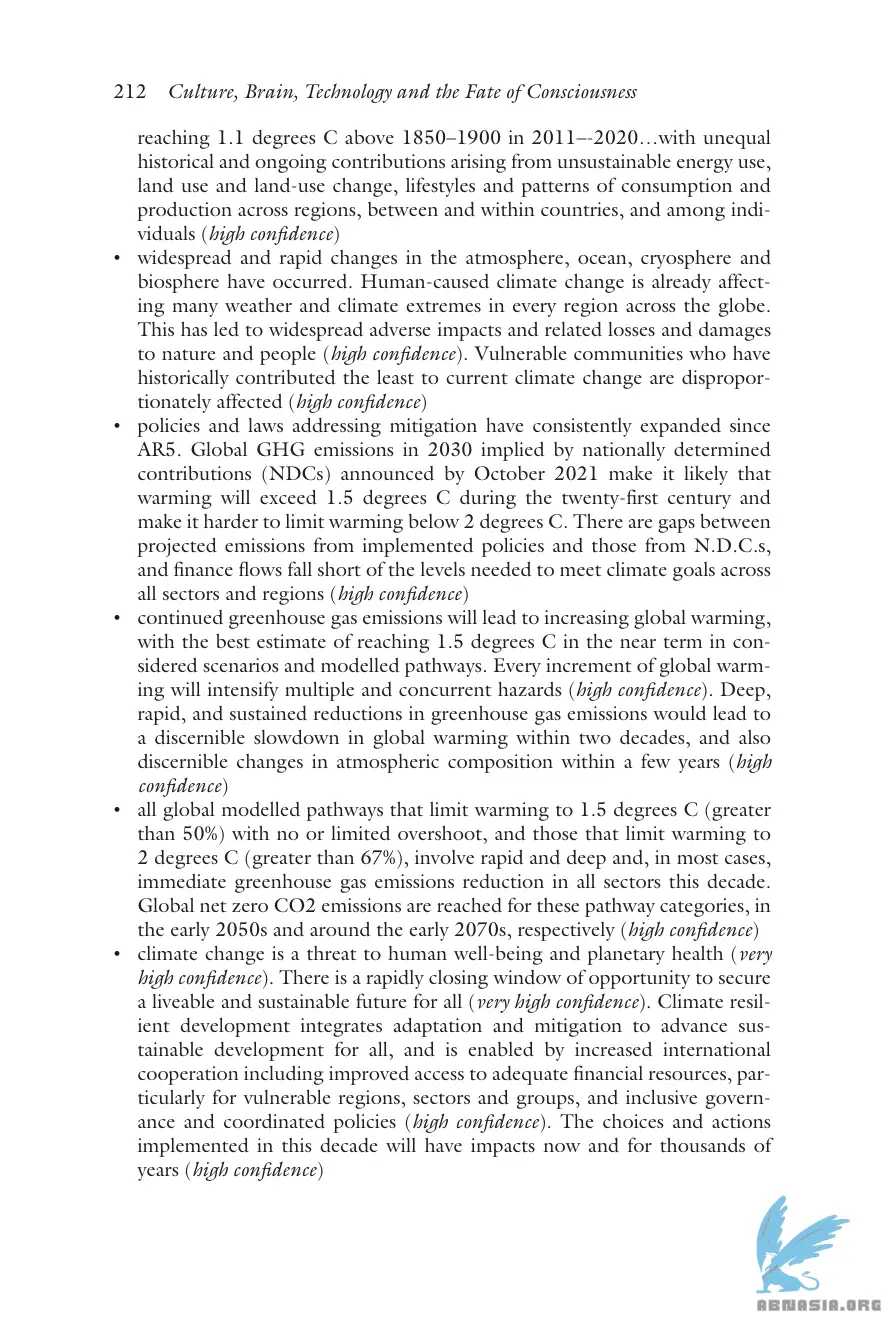 212 Culture, Brain, Technology and the Fate of Consciousness
reaching 1.1 degrees C above 1850–1900 in 2011–-2020…with unequal
historical and ongoing contributions arising from unsustainable energy use,
land use and land-use change, lifestyles and patterns of consumption and
production across regions, between and within countries, and among indi-
viduals (high confidence)
• widespread and rapid changes in the atmosphere, ocean, cryosphere and
biosphere have occurred. Human-caused climate change is already affect-
ing many weather and climate extremes in every region across the globe.
This has led to widespread adverse impacts and related losses and damages
to nature and people (high confidence). Vulnerable communities who have
historically contributed the least to current climate change are dispropor-
tionately affected (high confidence)
• policies and laws addressing mitigation have consistently expanded since
AR5. Global GHG emissions in 2030 implied by nationally determined
contributions (NDCs) announced by October 2021 make it likely that
warming will exceed 1.5 degrees C during the twenty-first century and
make it harder to limit warming below 2 degrees C. There are gaps between
projected emissions from implemented policies and those from N.D.C.s,
and finance flows fall short of the levels needed to meet climate goals across
all sectors and regions (high confidence)
• continued greenhouse gas emissions will lead to increasing global warming,
with the best estimate of reaching 1.5 degrees C in the near term in con-
sidered scenarios and modelled pathways. Every increment of global warm-
ing will intensify multiple and concurrent hazards (high confidence). Deep,
rapid, and sustained reductions in greenhouse gas emissions would lead to
a discernible slowdown in global warming within two decades, and also
discernible changes in atmospheric composition within a few years (high
confidence)
• all global modelled pathways that limit warming to 1.5 degrees C (greater
than 50%) with no or limited overshoot, and those that limit warming to
2 degrees C (greater than 67%), involve rapid and deep and, in most cases,
immediate greenhouse gas emissions reduction in all sectors this decade.
Global net zero CO2 emissions are reached for these pathway categories, in
the early 2050s and around the early 2070s, respectively (high confidence)
• climate change is a threat to human well-being and planetary health (very
high confidence). There is a rapidly closing window of opportunity to secure
a liveable and sustainable future for all (very high confidence). Climate resil-
ient development integrates adaptation and mitigation to advance sus-
tainable development for all, and is enabled by increased international
cooperation including improved access to adequate financial resources, par-
ticularly for vulnerable regions, sectors and groups, and inclusive govern-
ance and coordinated policies (high confidence). The choices and actions
implemented in this decade will have impacts now and for thousands of
years (high confidence)
ABNASIA.ORG